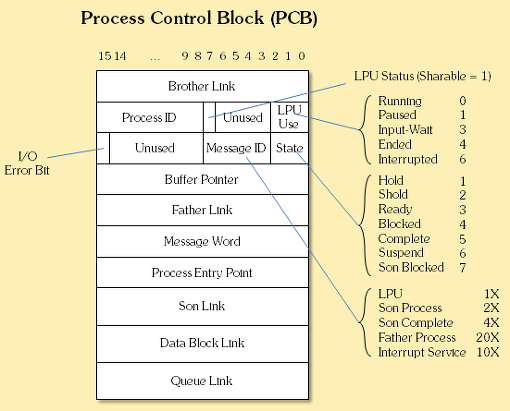 Process Control Block (PCB)
15 14 ... 9 8 7 6 5 4 3 2 1 0
LPU Status (Sharable = 1)
Brother Link
Process ID Unused LPU Use
I/O Error Bit
Unused Message ID State
Buffer Pointer
Father Link
Message Word
Process Entry Point
Son Link
Data Block Link
Queue Link
Running 0
Paused 1
Input-Wait 3
Ended 4
Interrupted 6
Hold 1
Shold 2
Ready 3
Blocked 4
Complete 5
Suspend 6
Son Blocked 7
LPU 1X
Son Process 2X
Son Complete 4X
Father Process 20X
Interrupt Service 10X